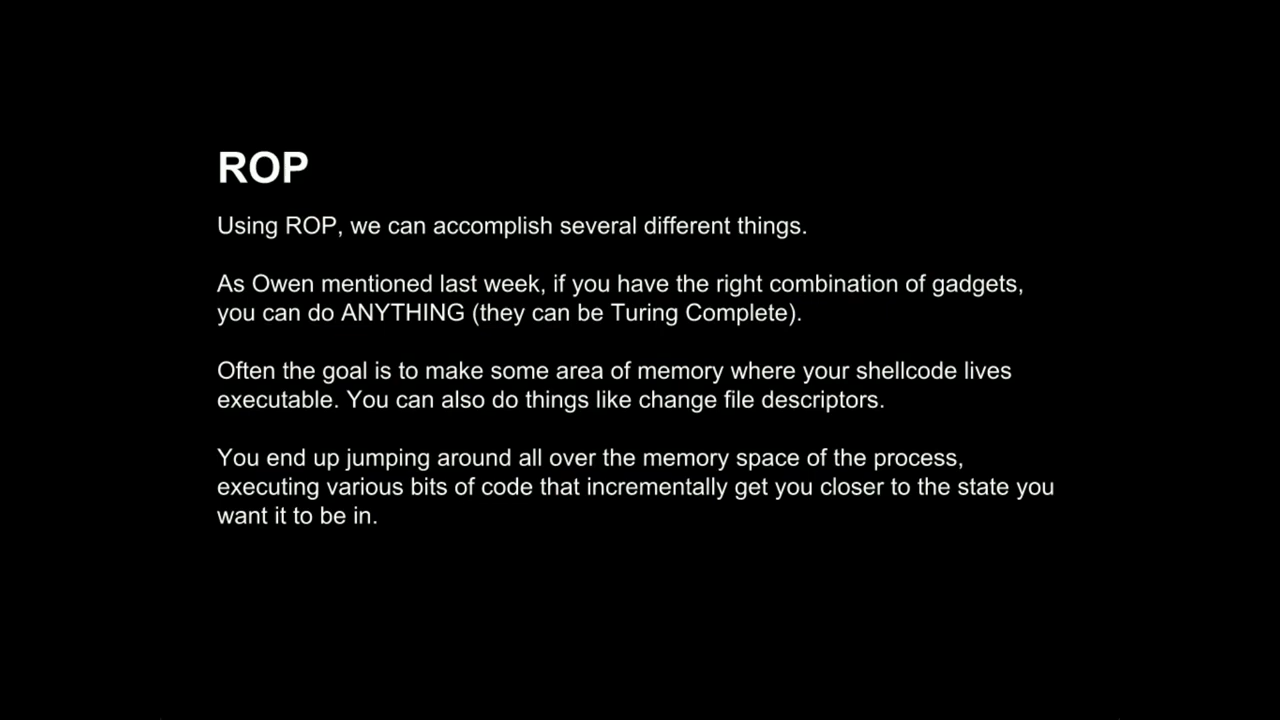 ROP
Using ROP, we can accomplish several different things.
As Owen mentioned last week, if you have the right combination of gadgets,
you can do ANYTHING (they can be Turing Complete).
Often the goal is to make some area of memory where your shellcode lives
executable. You can also do things like change file descriptors.
You end up jumping around all over the memory space of the process,
executing various bits of code that incrementally get you closer to the state you
want it to be in.